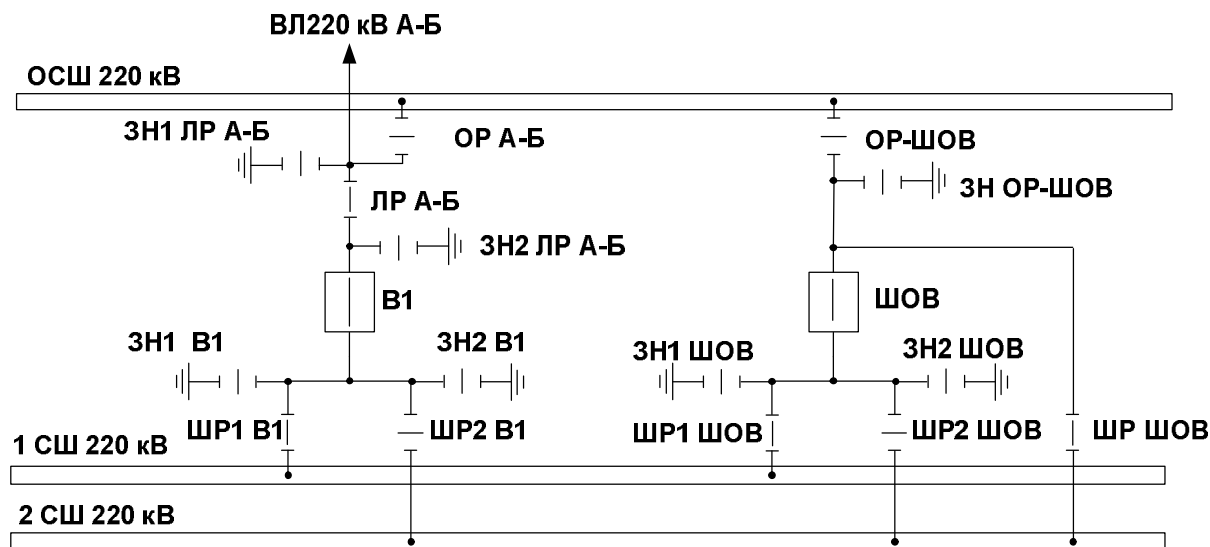 ВЛ220 кВ А-Б
ОСШ 220 кВ
ЗН1 ЛР А-Б
ОР А-Б
ОР-ШОВ
ЗН ОР-ШОВ
ЛР А-Б
ЗН2 ЛР А-Б
В1
ШОВ
ЗН1 В1
ЗН2 В1
ЗН1 ШОВ
ЗН2 ШОВ
ШР1 В1
ШР2 В1
ШР1 ШОВ
ШР2 ШОВ
ШР ШОВ
1 СШ 220 кВ
2 СШ 220 кВ